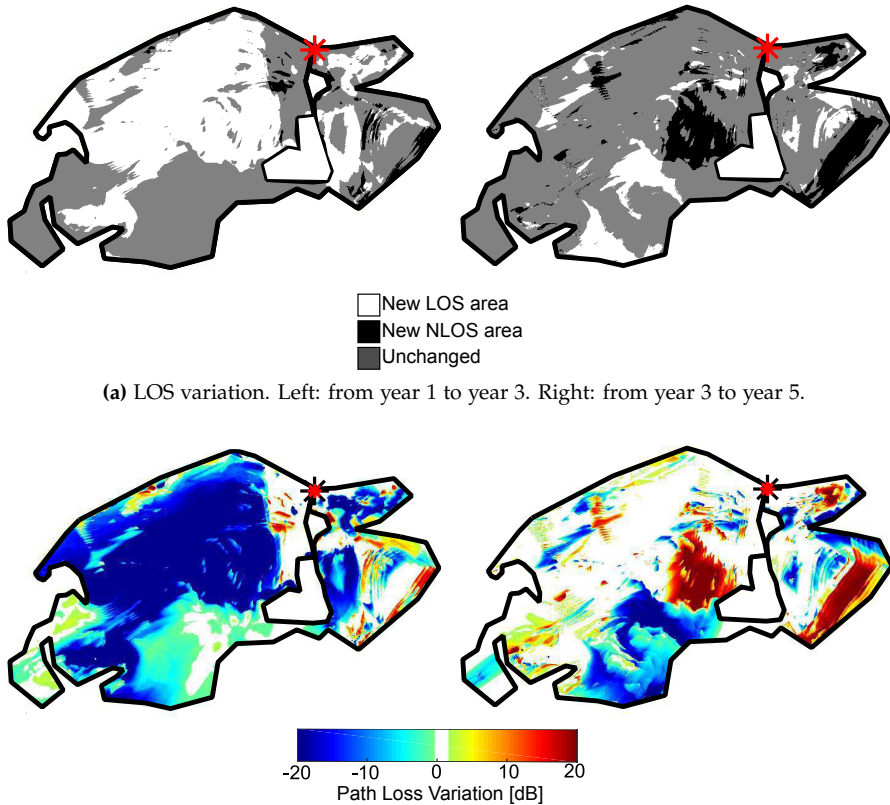 New LOS area
New NLOS area
Unchanged
(a) LOS variation. Left: from year 1 to year 3. Right: from year 3 to year 5.
-20 -10 0 10 20
Path Loss Variation [dB]